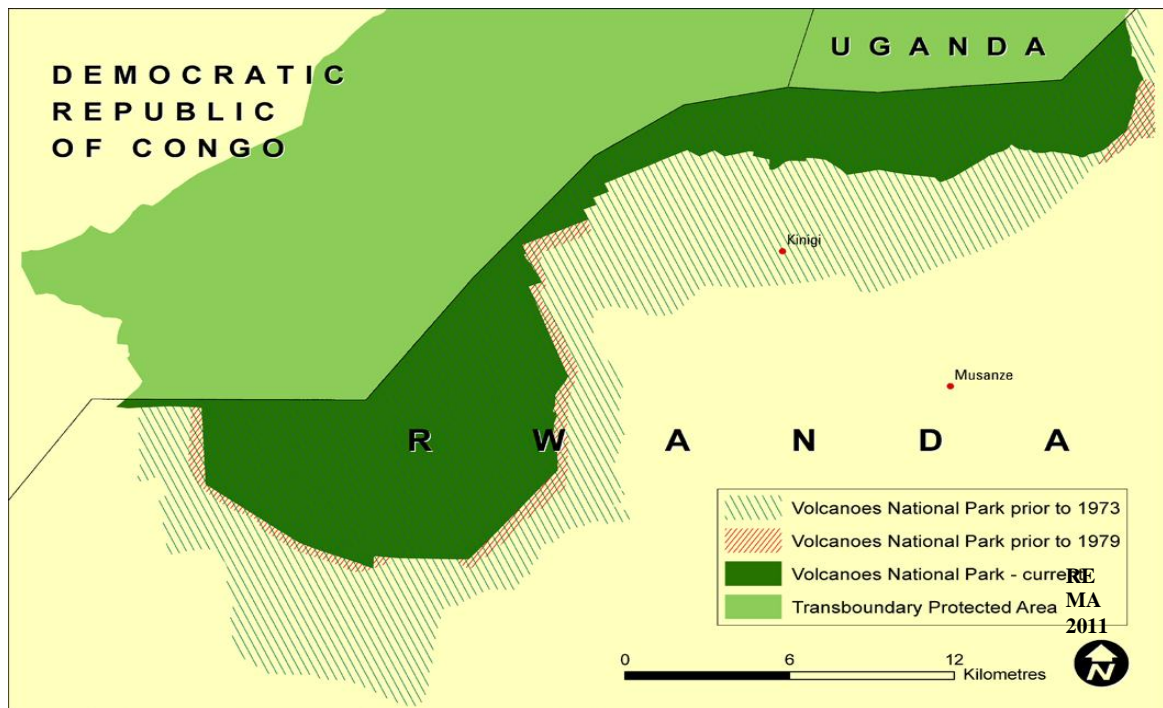 DEMOCRATIC
REPUBLIC
OF CONGO
UGANDA
Kinigi
Musanze
RWANDA
Volcanoes National Park prior to 1973
Volcanoes National Park prior to 1979
Volcanoes National Park - current
Transboundary Protected Area
RE
MA
2011
0 6 12
Kilometres
N